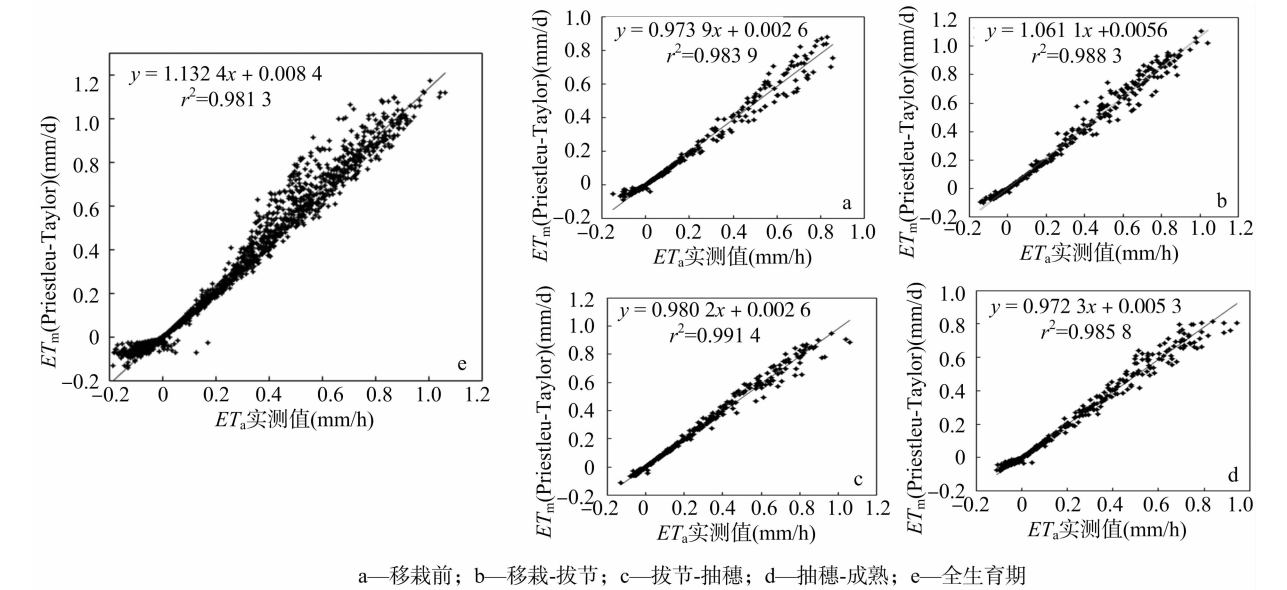 y = 1.132 4x + 0.008 4
r²=0.981 3
ETm(Priestleu-Taylor)(mm/d)
1.2
1.0
0.8
0.6
0.4
0.2
0
−0.2
−0.2 0 0.2 0.4 0.6 0.8 1.0 1.2
ETa实测值(mm/h)
e
y = 0.973 9x + 0.002 6
r²=0.983 9
ETm(Priestleu-Taylor)(mm/d)
1.0
0.8
0.6
0.4
0.2
0
−0.2
−0.2 0 0.2 0.4 0.6 0.8 1.0
ETa实测值(mm/h)
a
y = 1.061 1x +0.0056
r²=0.988 3
ETm(Priestleu-Taylor)(mm/d)
1.2
1.0
0.8
0.6
0.4
0.2
0
−0.2
−0.2 0 0.2 0.4 0.6 0.8 1.0 1.2
ETa实测值(mm/h)
b
y = 0.980 2x + 0.002 6
r²=0.991 4
ETm(Priestleu-Taylor)(mm/d)
1.2
1.0
0.8
0.6
0.4
0.2
0
−0.2
−0.2 0 0.2 0.4 0.6 0.8 1.0 1.2
ETa实测值(mm/h)
c
y = 0.972 3x + 0.005 3
r²=0.985 8
ETm(Priestleu-Taylor)(mm/d)
1.0
0.8
0.6
0.4
0.2
0
−0.2
−0.2 0 0.2 0.4 0.6 0.8 1.0
ETa实测值(mm/h)
d
a—移栽前；b—移栽-拔节；c—拔节-抽穗；d—抽穗-成熟；e—全生育期